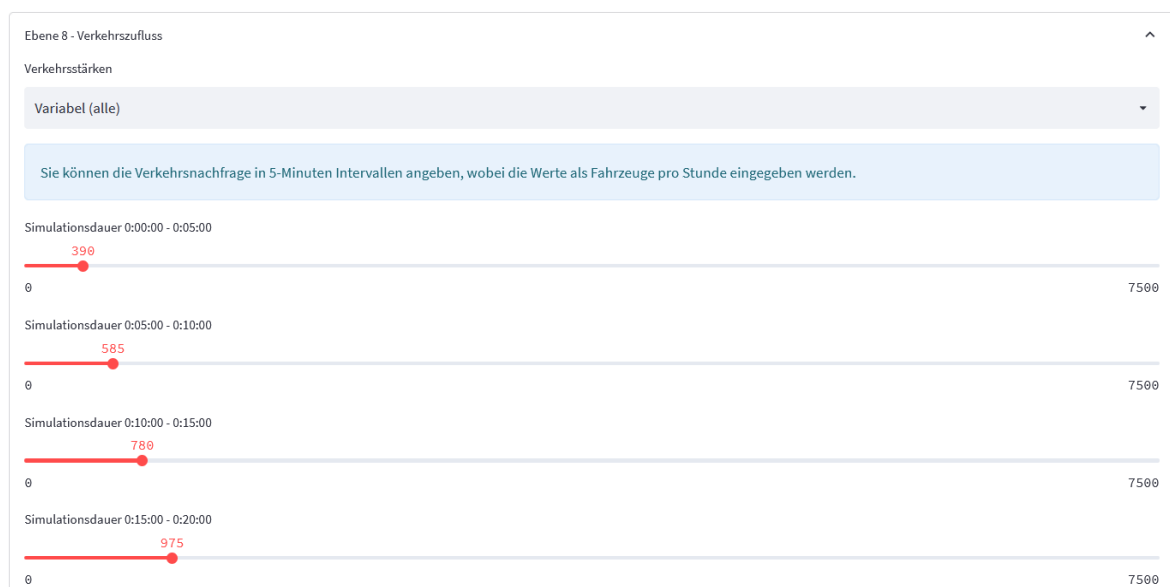 Ebene 8 - Verkehrszufluss
Verkehrsstärken
Variabel (alle)
Sie können die Verkehrsnachfrage in 5-Minuten Intervallen angeben, wobei die Werte als Fahrzeuge pro Stunde eingegeben werden.
Simulationsdauer 0:00:00 - 0:05:00
390
0 7500
Simulationsdauer 0:05:00 - 0:10:00
585
0 7500
Simulationsdauer 0:10:00 - 0:15:00
780
0 7500
Simulationsdauer 0:15:00 - 0:20:00
975
0 7500